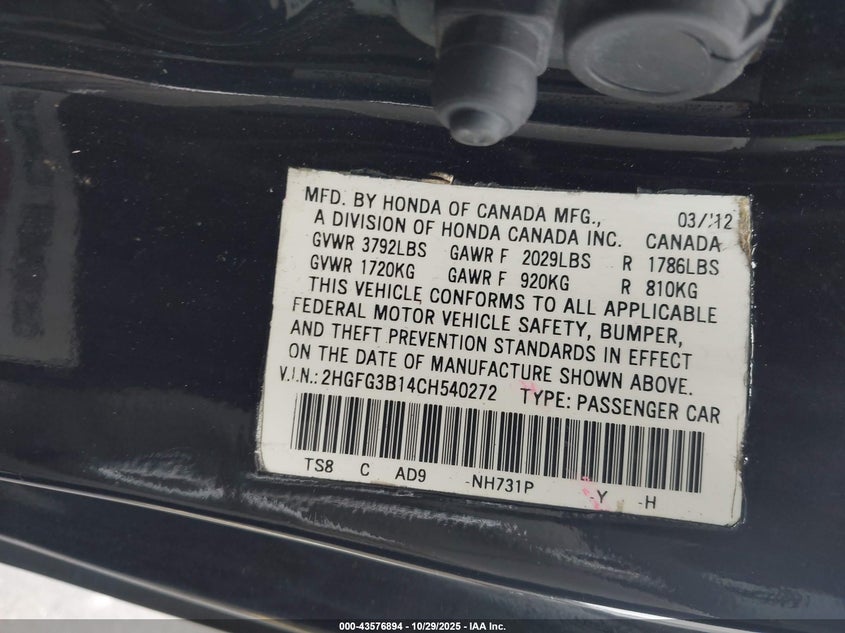 MFD. BY HONDA OF CANADA MFG., 03/'12
A DIVISION OF HONDA CANADA INC. CANADA
GVWR 3792LBS GAWR F 2029LBS R 1786LBS
GVWR 1720KG GAWR F 920KG R 810KG
THIS VEHICLE CONFORMS TO ALL APPLICABLE
FEDERAL MOTOR VEHICLE SAFETY, BUMPER,
AND THEFT PREVENTION STANDARDS IN EFFECT
ON THE DATE OF MANUFACTURE SHOWN ABOVE.
V.I.N.: 2HGFG3B14CH540272 TYPE: PASSENGER CAR
TS8 C AD9 -NH731P -Y -H
000-43576894 / 10/29/2025 - IAA Inc.